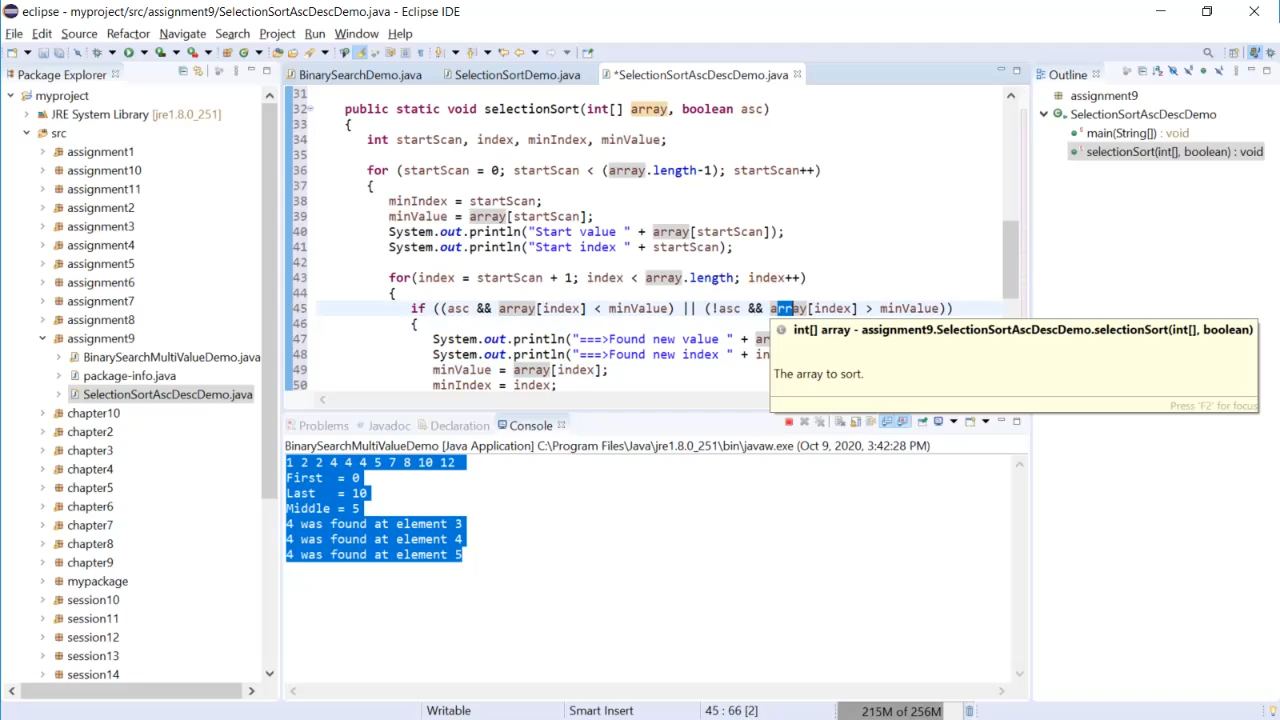 eclipse - myproject/src/assignment9/SelectionSortAscDescDemo.java - Eclipse IDE
File Edit Source Refactor Navigate Search Project Run Window Help
Package Explorer
myproject
JRE System Library [jre1.8.0_251]
src
assignment1
assignment10
assignment11
assignment2
assignment3
assignment4
assignment5
assignment6
assignment7
assignment8
assignment9
BinarySearchMultiValueDemo.java
package-info.java
SelectionSortAscDescDemo.java
chapter10
chapter2
chapter3
chapter4
chapter5
chapter6
chapter7
chapter8
chapter9
mypackage
session10
session11
session12
session13
session14
BinarySearchDemo.java SelectionSortDemo.java *SelectionSortAscDescDemo.java
31
32 public static void selectionSort(int[] array, boolean asc)
33 {
34 int startScan, index, minIndex, minValue;
35
36 for (startScan = 0; startScan < (array.length-1); startScan++)
37 {
38 minIndex = startScan;
39 minValue = array[startScan];
40 System.out.println("Start value " + array[startScan]);
41 System.out.println("Start index " + startScan);
42
43 for(index = startScan + 1; index < array.length; index++)
44 {
45 if ((asc && array[index] < minValue) || (!asc && array[index] > minValue))
46 {
47 System.out.println("===>Found new value " + ar
48 System.out.println("===>Found new index " + in
49 minValue = array[index];
50 minIndex = index;
int[] array - assignment9.SelectionSortAscDescDemo.selectionSort(int[], boolean)
The array to sort.
Press 'F2' for focus
Problems Javadoc Declaration Console
BinarySearchMultiValueDemo [Java Application] C:\Program Files\Java\jre1.8.0_251\bin\javaw.exe (Oct 9, 2020, 3:42:28 PM)
1 2 2 4 4 4 5 7 8 10 12
First = 0
Last = 10
Middle = 5
4 was found at element 3
4 was found at element 4
4 was found at element 5
Outline
assignment9
SelectionSortAscDescDemo
main(String[]) : void
selectionSort(int[], boolean) : void
Writable Smart Insert 45 : 66 [2] 215M of 256M